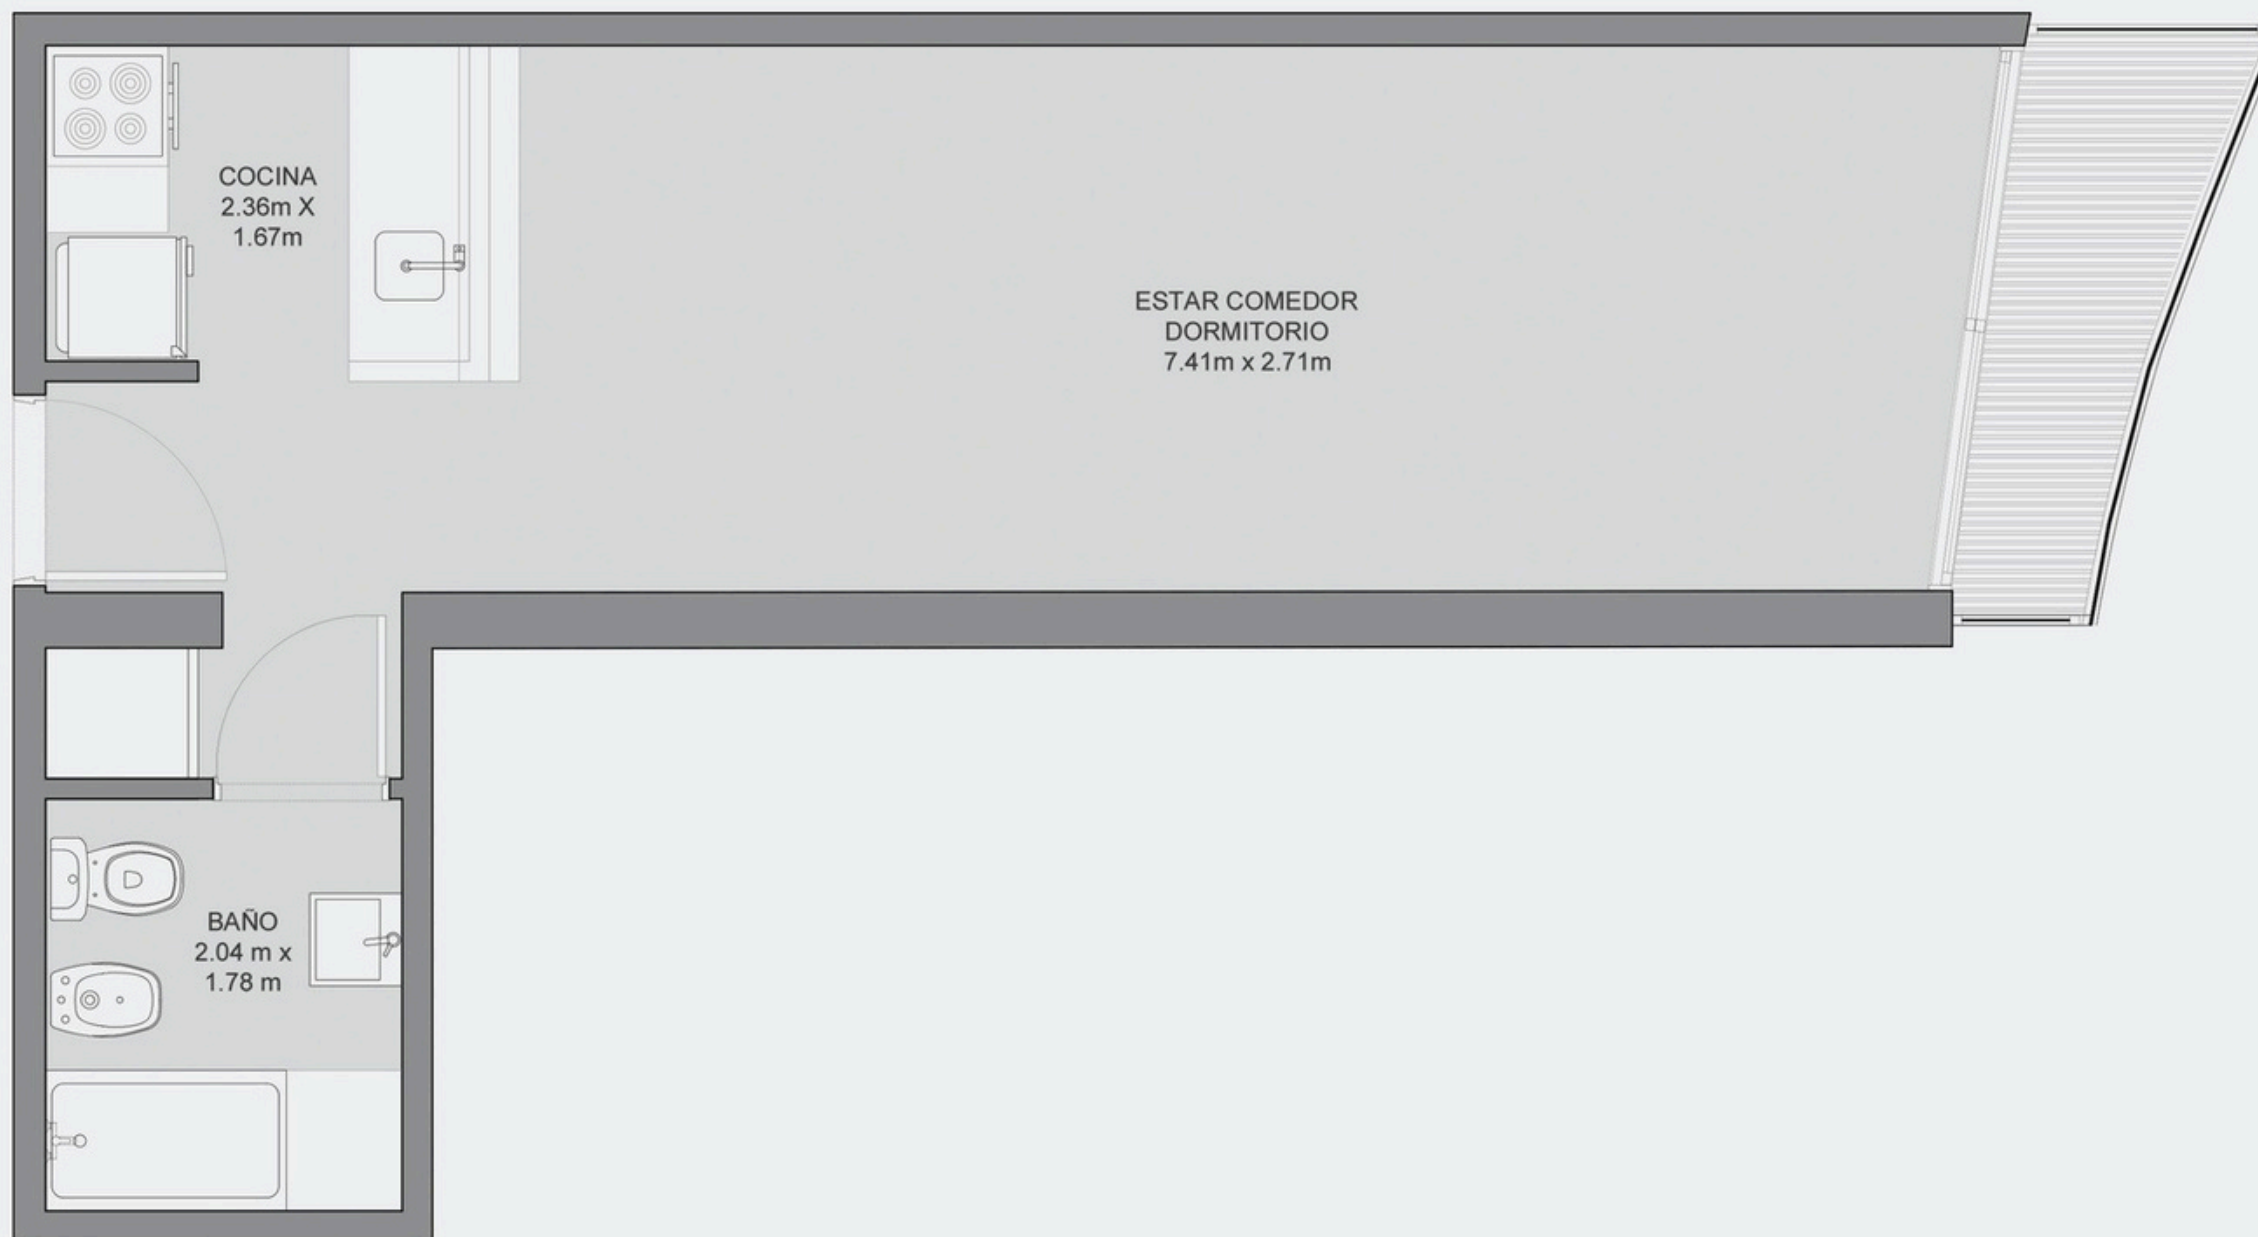 COCINA
2.36m X
1.67m
ESTAR COMEDOR
DORMITORIO
7.41m x 2.71m
BAÑO
2.04 m x
1.78 m